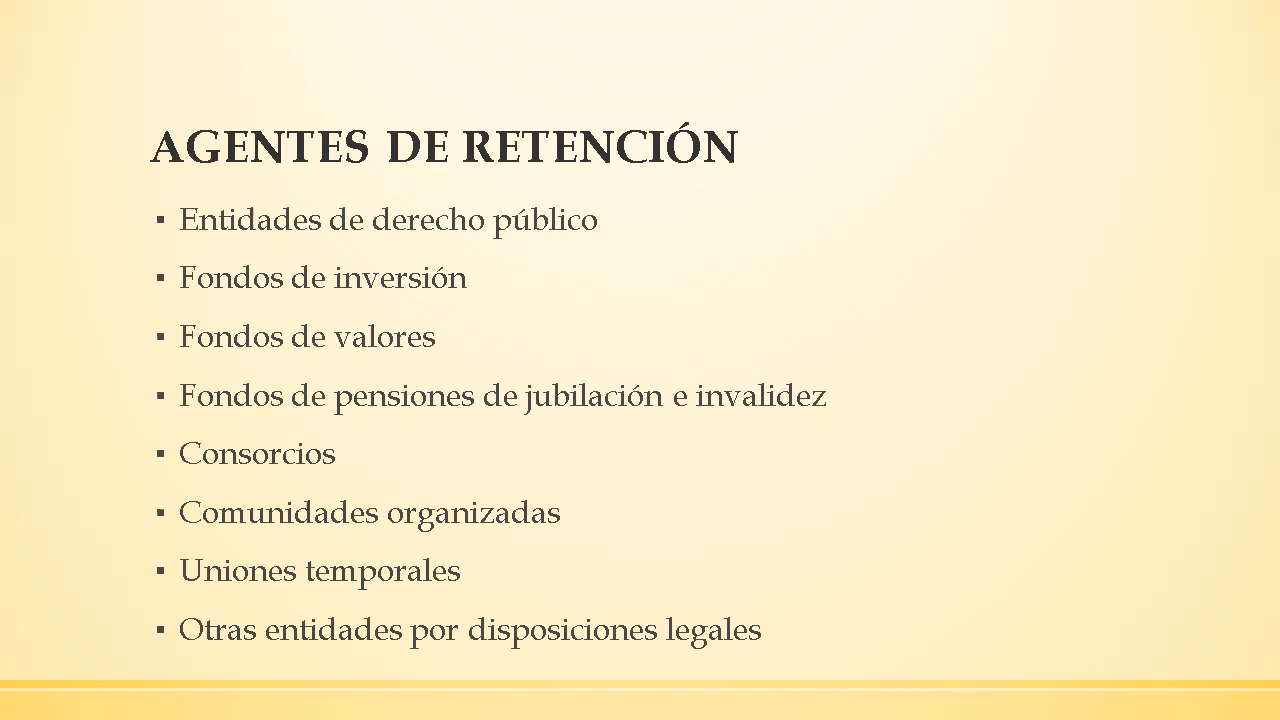 AGENTES DE RETENCIÓN
▪ Entidades de derecho público
▪ Fondos de inversión
▪ Fondos de valores
▪ Fondos de pensiones de jubilación e invalidez
▪ Consorcios
▪ Comunidades organizadas
▪ Uniones temporales
▪ Otras entidades por disposiciones legales